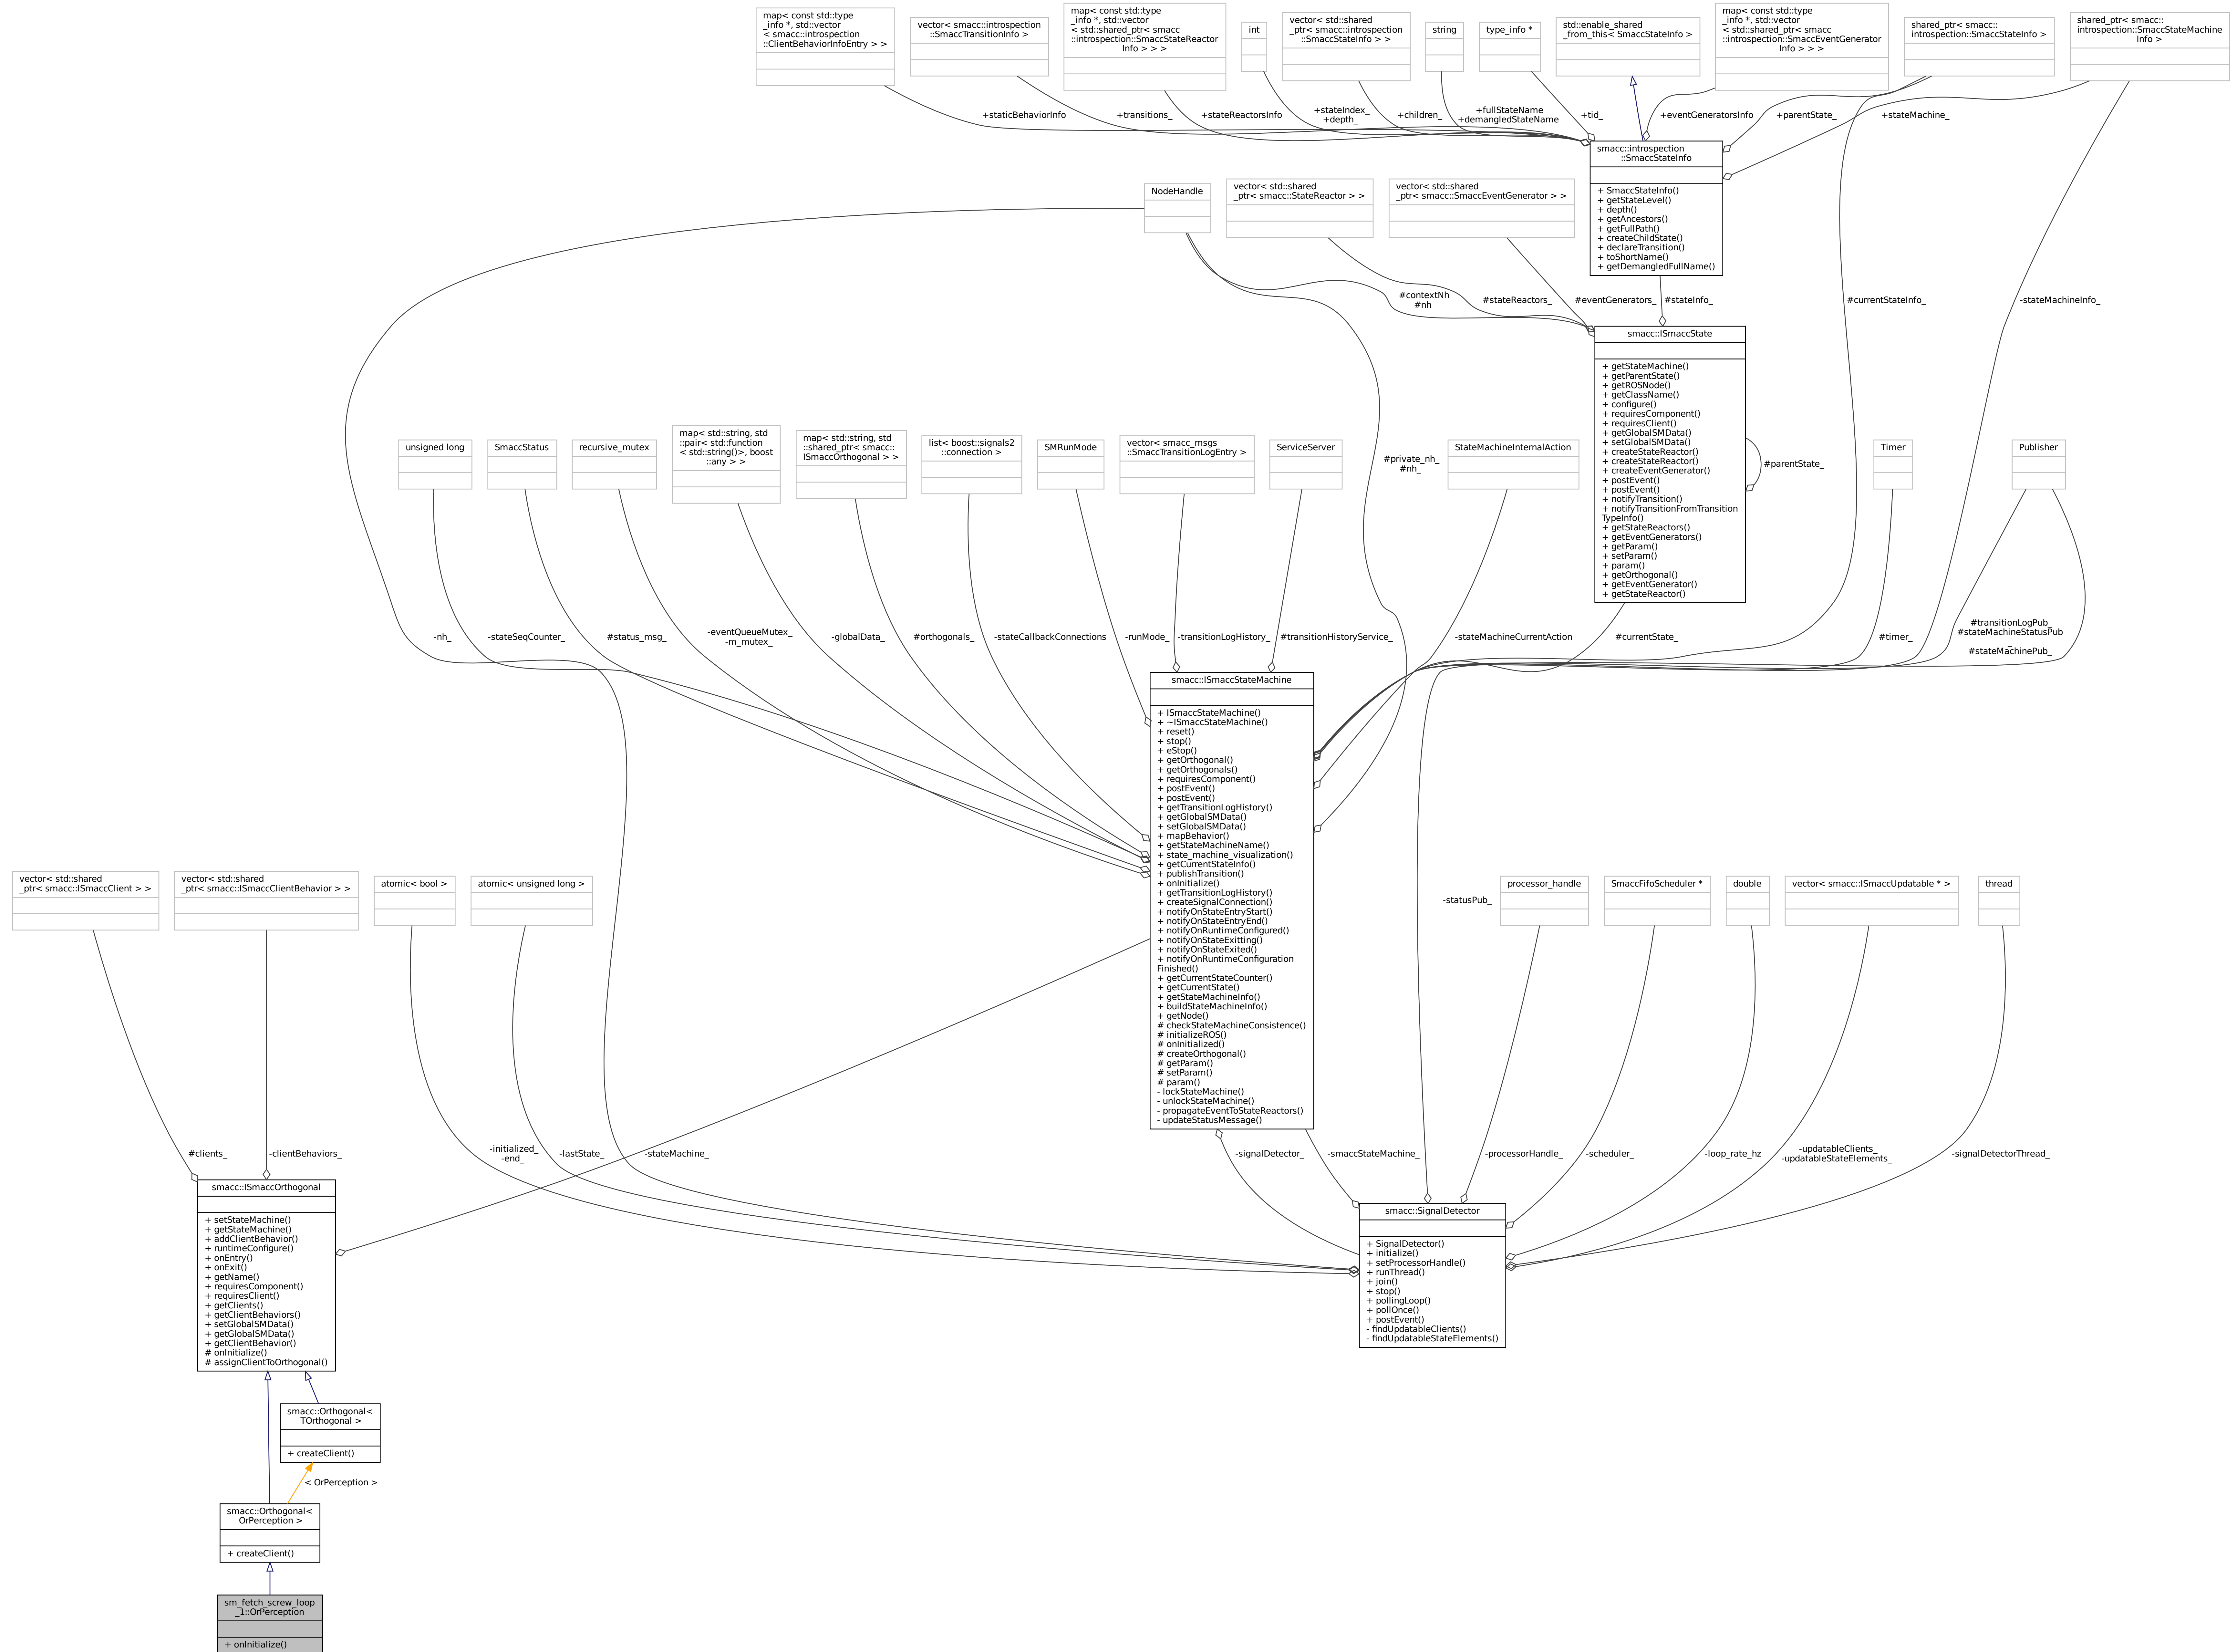 map< const std::type
_info *, std::vector
< smacc::introspection
::ClientBehaviorInfoEntry > >
vector< smacc::introspection
::SmaccTransitionInfo >
map< const std::type
_info *, std::vector
< std::shared_ptr< smacc
::introspection::SmaccStateReactor
Info > > >
int
vector< std::shared
_ptr< smacc::introspection
::SmaccStateInfo > >
string
type_info *
std::enable_shared
_from_this< SmaccStateInfo >
map< const std::type
_info *, std::vector
< std::shared_ptr< smacc
::introspection::SmaccEventGenerator
Info > > >
shared_ptr< smacc::
introspection::SmaccStateInfo >
shared_ptr< smacc::
introspection::SmaccStateMachine
Info >
+staticBehaviorInfo
+transitions_
+stateReactorsInfo
+stateIndex_
+depth_
+children_
+fullStateName
+demangledStateName
+tid_
+eventGeneratorsInfo
+parentState_
+stateMachine_
smacc::introspection
::SmaccStateInfo
+ SmaccStateInfo()
+ getStateLevel()
+ depth()
+ getAncestors()
+ getFullPath()
+ createChildState()
+ declareTransition()
+ toShortName()
+ getDemangledFullName()
NodeHandle
vector< std::shared
_ptr< smacc::StateReactor > >
vector< std::shared
_ptr< smacc::SmaccEventGenerator > >
#contextNh
#nh
#stateReactors_
#eventGenerators_
#stateInfo_
#currentStateInfo_
-stateMachineInfo_
smacc::ISmaccState
+ getStateMachine()
+ getParentState()
+ getROSNode()
+ getClassName()
+ configure()
+ requiresComponent()
+ requiresClient()
+ getGlobalSMData()
+ setGlobalSMData()
+ createStateReactor()
+ createStateReactor()
+ createEventGenerator()
+ postEvent()
+ postEvent()
+ notifyTransition()
+ notifyTransitionFromTransition
TypeInfo()
+ getStateReactors()
+ getEventGenerators()
+ getParam()
+ setParam()
+ param()
+ getOrthogonal()
+ getEventGenerator()
+ getStateReactor()
#parentState_
unsigned long
SmaccStatus
recursive_mutex
map< std::string, std
::pair< std::function
< std::string()>, boost
::any > >
map< std::string, std
::shared_ptr< smacc::
ISmaccOrthogonal > >
list< boost::signals2
::connection >
SMRunMode
vector< smacc_msgs
::SmaccTransitionLogEntry >
ServiceServer
#private_nh_
#nh_
StateMachineInternalAction
Timer
Publisher
-nh_
-stateSeqCounter_
#status_msg_
-eventQueueMutex_
-m_mutex_
-globalData_
#orthogonals_
-stateCallbackConnections
-runMode_
-transitionLogHistory_
#transitionHistoryService_
-stateMachineCurrentAction
#currentState_
#timer_
#transitionLogPub_
#stateMachineStatusPub
_
#stateMachinePub_
smacc::ISmaccStateMachine
+ ISmaccStateMachine()
+ ~ISmaccStateMachine()
+ reset()
+ stop()
+ eStop()
+ getOrthogonal()
+ getOrthogonals()
+ requiresComponent()
+ postEvent()
+ postEvent()
+ getTransitionLogHistory()
+ getGlobalSMData()
+ setGlobalSMData()
+ mapBehavior()
+ getStateMachineName()
+ state_machine_visualization()
+ getCurrentStateInfo()
+ publishTransition()
+ onInitialize()
+ getTransitionLogHistory()
+ createSignalConnection()
+ notifyOnStateEntryStart()
+ notifyOnStateEntryEnd()
+ notifyOnRuntimeConfigured()
+ notifyOnStateExitting()
+ notifyOnStateExited()
+ notifyOnRuntimeConfiguration
Finished()
+ getCurrentStateCounter()
+ getCurrentState()
+ getStateMachineInfo()
+ buildStateMachineInfo()
+ getNode()
# checkStateMachineConsistence()
# initializeROS()
# onInitialized()
# createOrthogonal()
# getParam()
# setParam()
# param()
- lockStateMachine()
- unlockStateMachine()
- propagateEventToStateReactors()
- updateStatusMessage()
vector< std::shared
_ptr< smacc::ISmaccClient > >
vector< std::shared
_ptr< smacc::ISmaccClientBehavior > >
atomic< bool >
atomic< unsigned long >
-statusPub_
processor_handle
SmaccFifoScheduler *
double
vector< smacc::ISmaccUpdatable * >
thread
#clients_
-clientBehaviors_
-initialized_
-end_
-lastState_
-stateMachine_
-signalDetector_
-smaccStateMachine_
-processorHandle_
-scheduler_
-loop_rate_hz
-updatableClients_
-updatableStateElements_
-signalDetectorThread_
smacc::ISmaccOrthogonal
+ setStateMachine()
+ getStateMachine()
+ addClientBehavior()
+ runtimeConfigure()
+ onEntry()
+ onExit()
+ getName()
+ requiresComponent()
+ requiresClient()
+ getClients()
+ getClientBehaviors()
+ setGlobalSMData()
+ getGlobalSMData()
+ getClientBehavior()
# onInitialize()
# assignClientToOrthogonal()
smacc::SignalDetector
+ SignalDetector()
+ initialize()
+ setProcessorHandle()
+ runThread()
+ join()
+ stop()
+ pollingLoop()
+ pollOnce()
+ postEvent()
- findUpdatableClients()
- findUpdatableStateElements()
smacc::Orthogonal<
TOrthogonal >
+ createClient()
< OrPerception >
smacc::Orthogonal<
OrPerception >
+ createClient()
sm_fetch_screw_loop
_1::OrPerception
+ onInitialize()